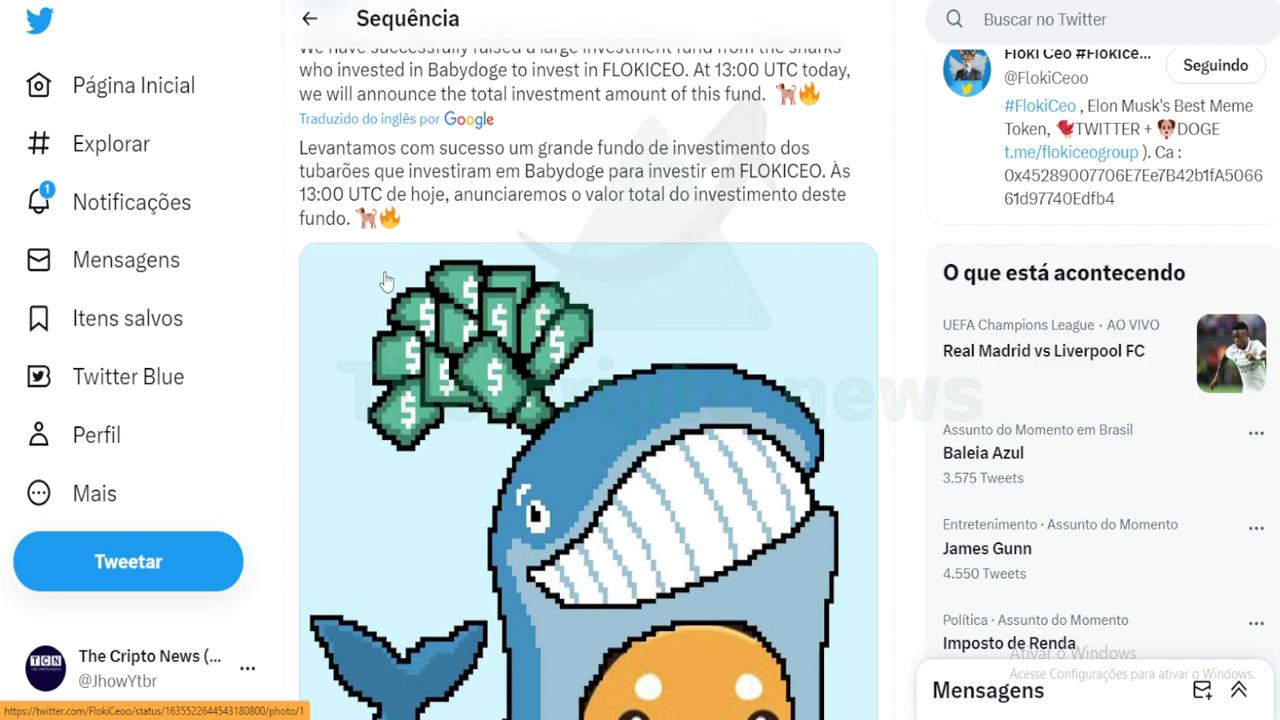 Sequência
Buscar no Twitter
Página Inicial
Explorar
1
Notificações
Mensagens
Itens salvos
Twitter Blue
Perfil
Mais
Tweetar
The Cripto News (...
@JhowYtbr
TCN
https://twitter.com/FlokiCeoo/status/1635522644543180800/photo/1
We have successfully raised a large investment fund from the sharks
who invested in Babydoge to invest in FLOKICEO. At 13:00 UTC today,
we will announce the total investment amount of this fund. 🐕🔥
Traduzido do inglês por Google
Levantamos com sucesso um grande fundo de investimento dos
tubarões que investiram em Babydoge para investir em FLOKICEO. Às
13:00 UTC de hoje, anunciaremos o valor total do investimento deste
fundo. 🐕🔥
$ $ $ $ $ $ $ $ $
Floki Ceo #Flokice...
@FlokiCeoo
Seguindo
#FlokiCeo , Elon Musk's Best Meme
Token, 🐦TWITTER + 🐶DOGE
t.me/flokiceogroup ). Ca :
0x45289007706E7Ee7B42b1fA5066
61d97740Edfb4
O que está acontecendo
UEFA Champions League · AO VIVO
Real Madrid vs Liverpool FC
Assunto do Momento em Brasil
Baleia Azul
3.575 Tweets
Entretenimento · Assunto do Momento
James Gunn
4.550 Tweets
Política · Assunto do Momento
Imposto de Renda
Ativar o Windows
Acesse Configurações para ativar o Windows.
Mensagens